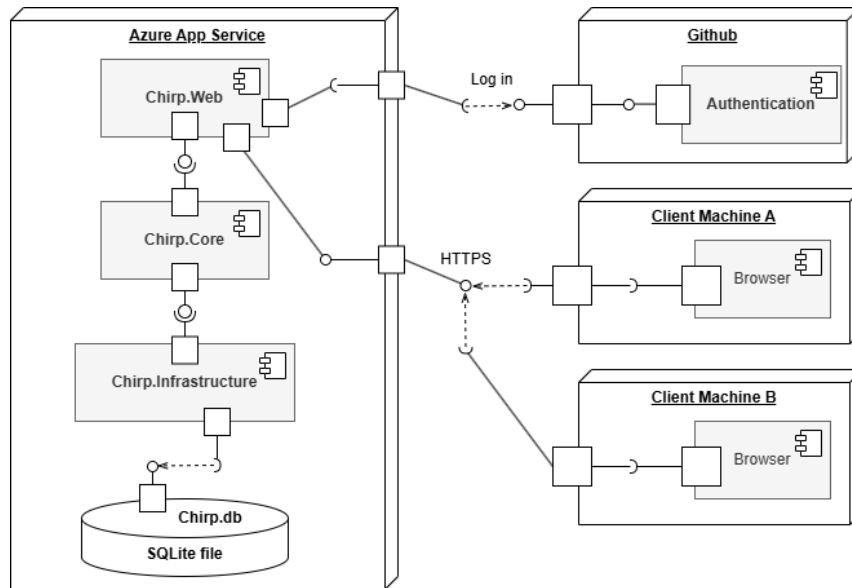 Azure App Service
Chirp.Web
Chirp.Core
Chirp.Infrastructure
Chirp.db
SQLite file
Log in
HTTPS
Github
Authentication
Client Machine A
Browser
Client Machine B
Browser